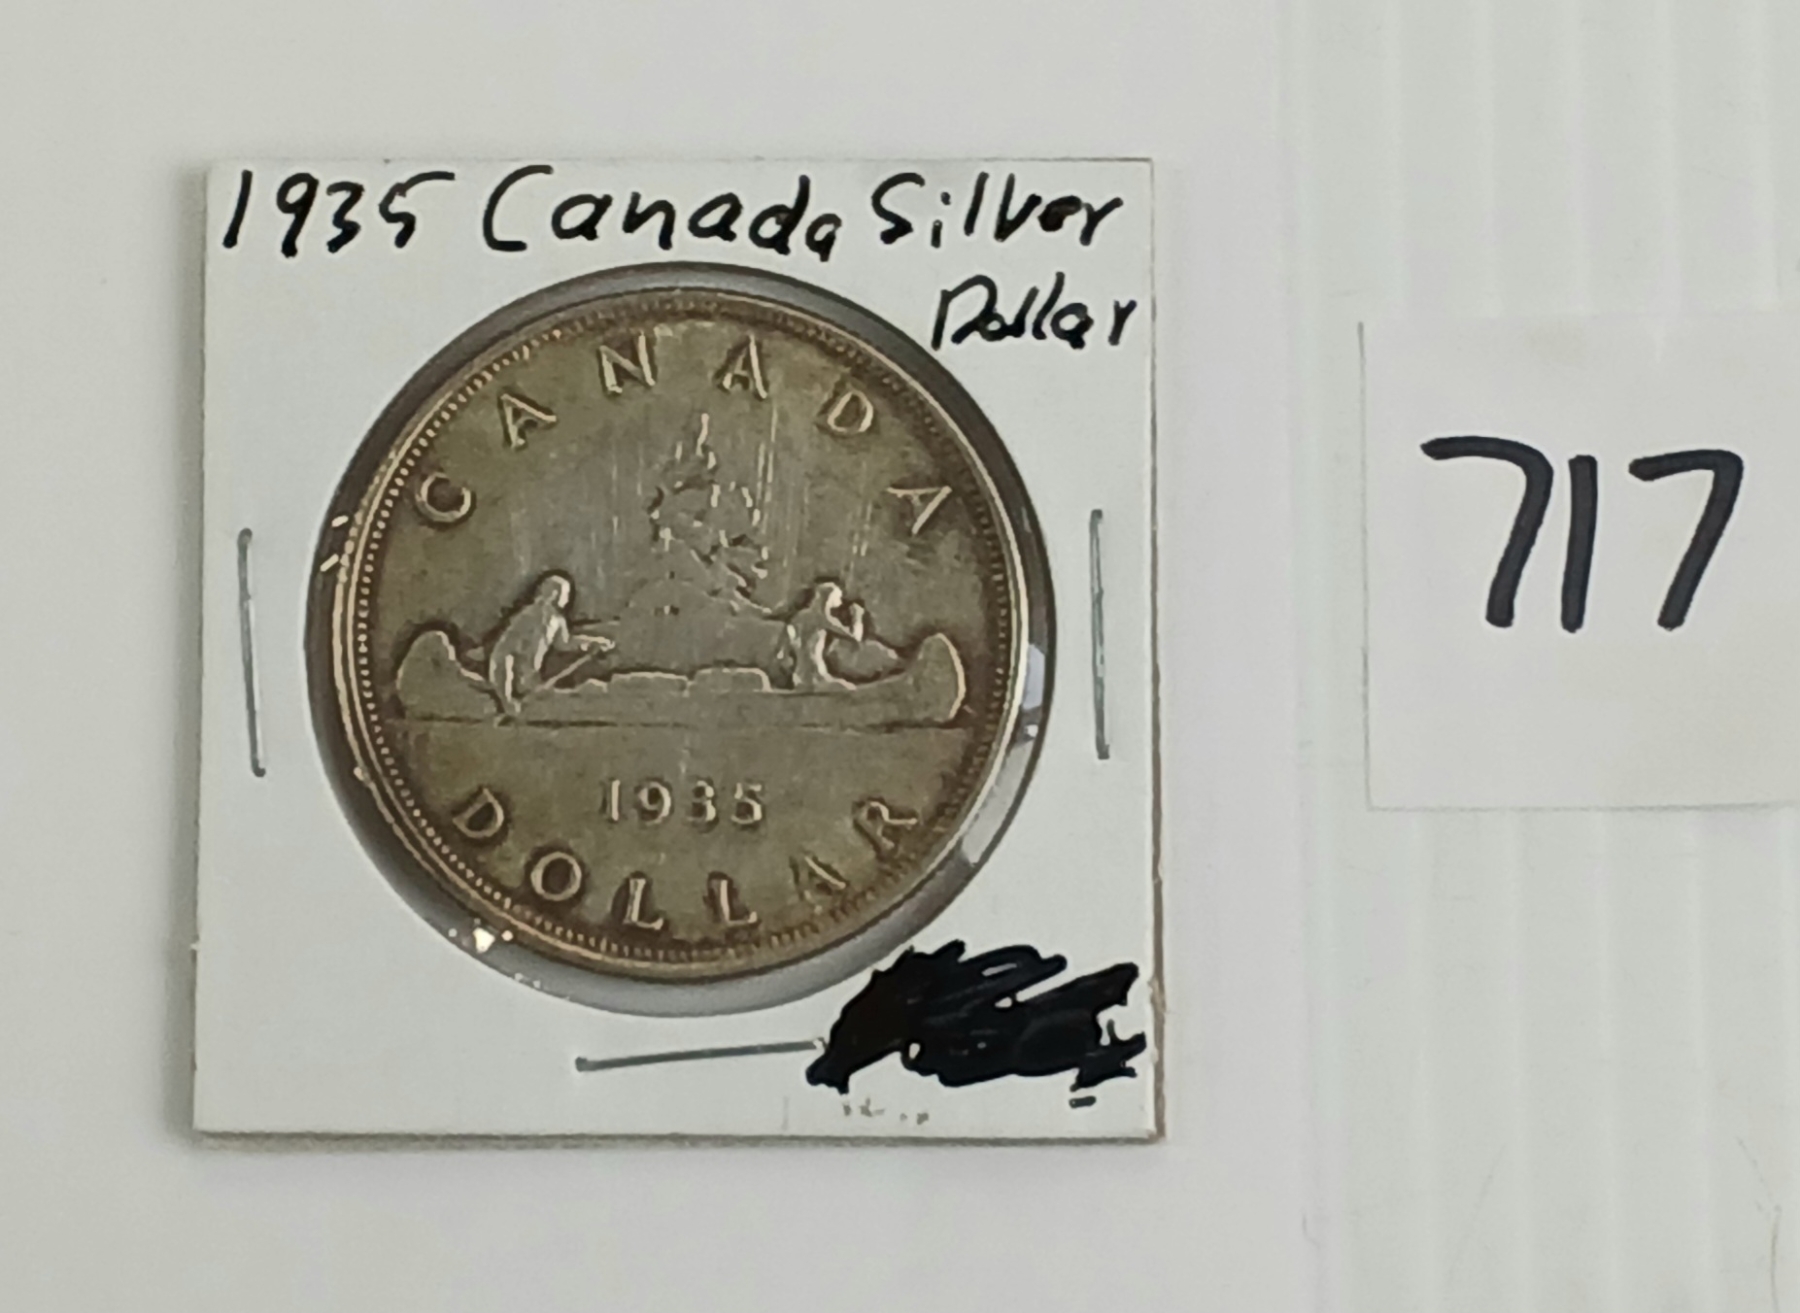 1935 Canada Silver
Dollar
CANADA
1935
DOLLAR
717